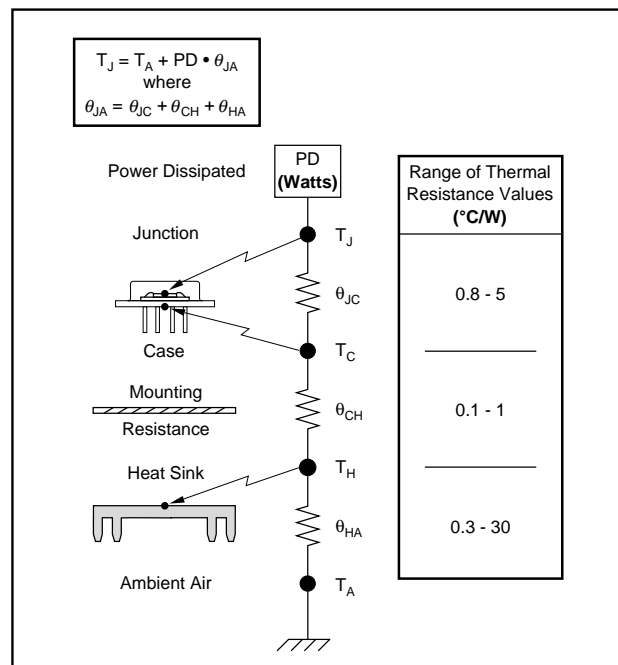 T_J = T_A + PD • θ_JA
where
θ_JA = θ_JC + θ_CH + θ_HA
Power Dissipated
PD
(Watts)
Range of Thermal
Resistance Values
(°C/W)
Junction
T_J
θ_JC
0.8 - 5
Case
T_C
Mounting
Resistance
θ_CH
0.1 - 1
Heat Sink
T_H
θ_HA
0.3 - 30
Ambient Air
T_A